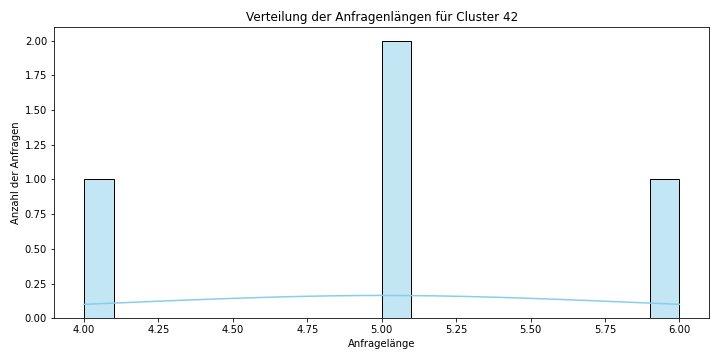 Verteilung der Anfragenlängen für Cluster 42
2.00
1.75
1.50
1.25
1.00
0.75
0.50
0.25
0.00
Anzahl der Anfragen
4.00 4.25 4.50 4.75 5.00 5.25 5.50 5.75 6.00
Anfragelänge